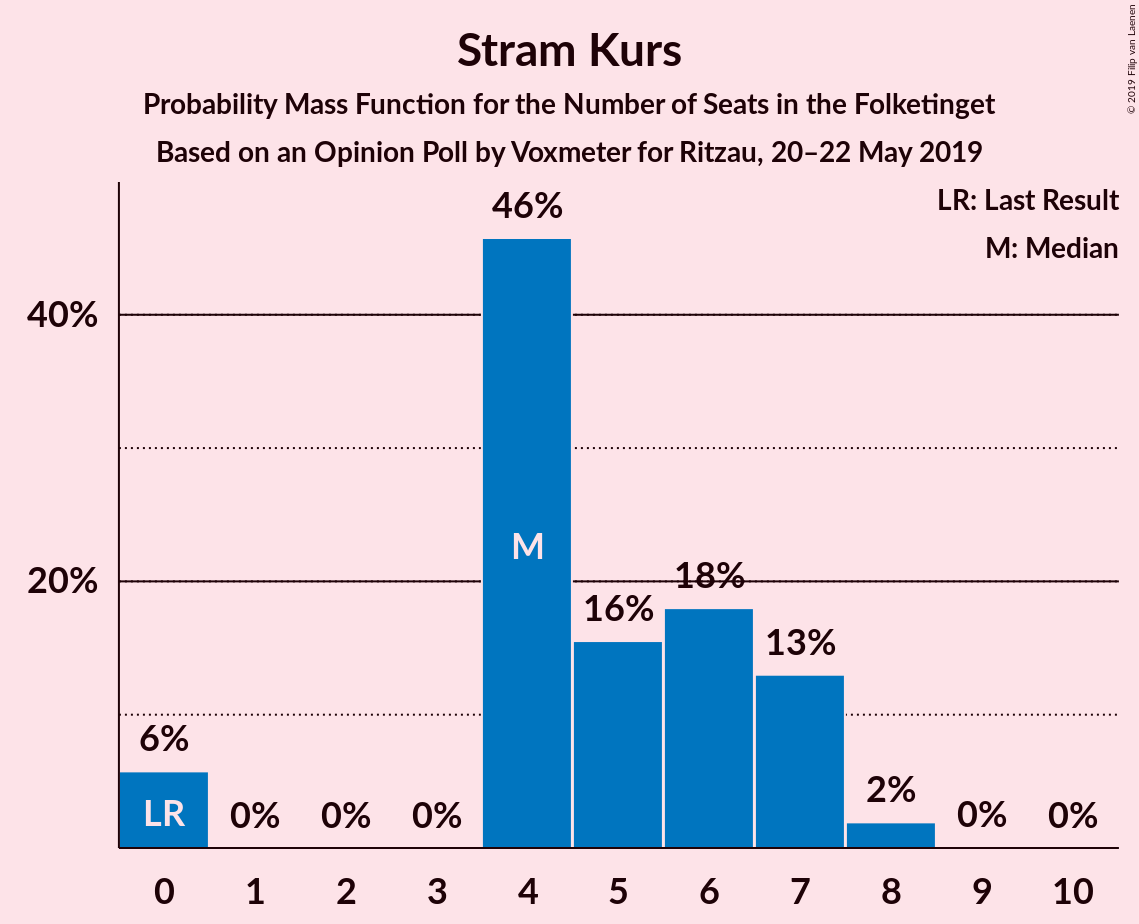 © 2019 Filip van Laenen
Stram Kurs
Probability Mass Function for the Number of Seats in the Folketinget
Based on an Opinion Poll by Voxmeter for Ritzau, 20–22 May 2019
LR: Last Result
M: Median
46%
40%
M
20%
18%
16%
13%
6%
2%
LR
0%
0%
0%
0%
0%
0 1 2 3 4 5 6 7 8 9 10